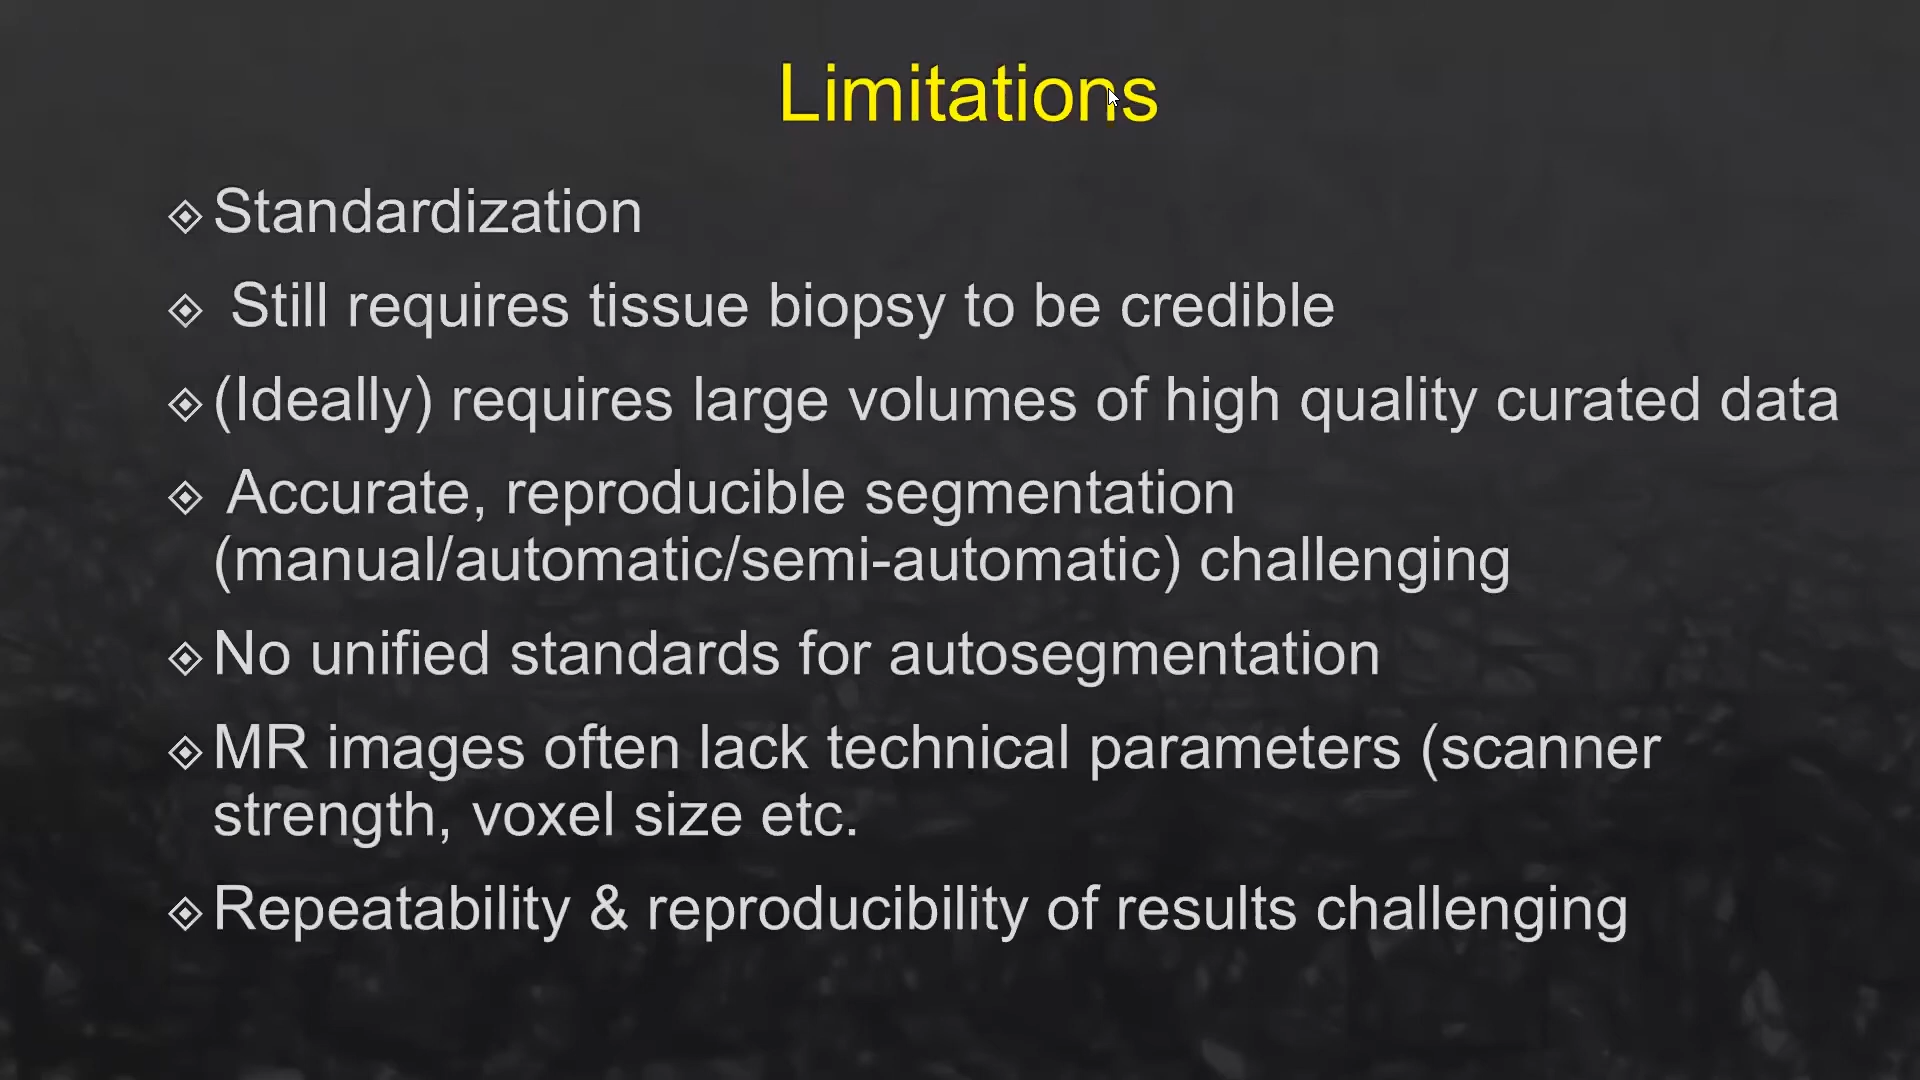 Limitations
Standardization
Still requires tissue biopsy to be credible
(Ideally) requires large volumes of high quality curated data
Accurate, reproducible segmentation
(manual/automatic/semi-automatic) challenging
No unified standards for autosegmentation
MR images often lack technical parameters (scanner
strength, voxel size etc.
Repeatability & reproducibility of results challenging